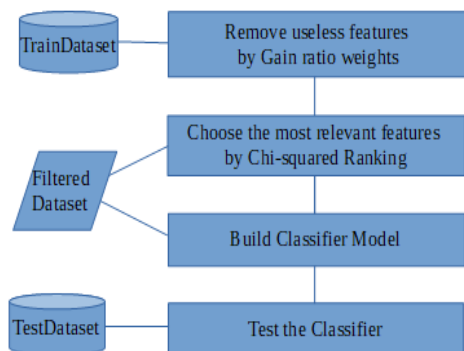 TrainDataset
Remove useless features
by Gain ratio weights
Choose the most relevant features
by Chi-squared Ranking
Filtered
Dataset
Build Classifier Model
TestDataset
Test the Classifier